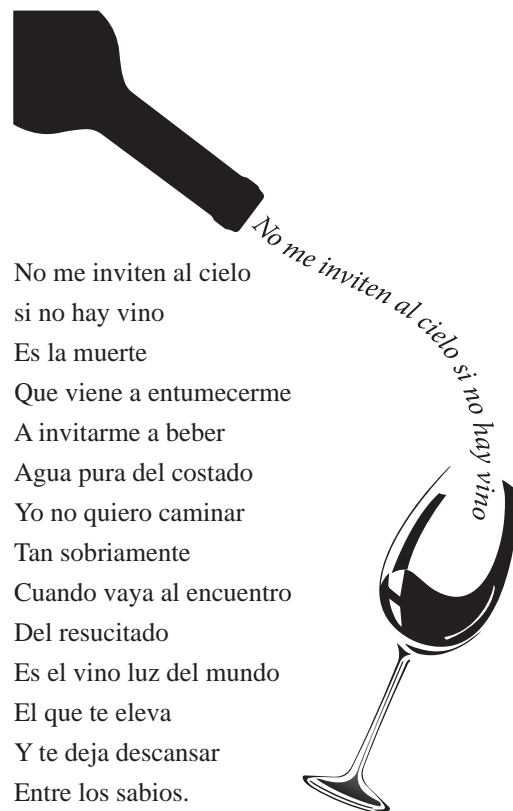 No me inviten al cielo si no hay vino
No me inviten al cielo
si no hay vino
Es la muerte
Que viene a entumecerme
A invitarme a beber
Agua pura del costado
Yo no quiero caminar
Tan sobriamente
Cuando vaya al encuentro
Del resucitado
Es el vino luz del mundo
El que te eleva
Y te deja descansar
Entre los sabios.